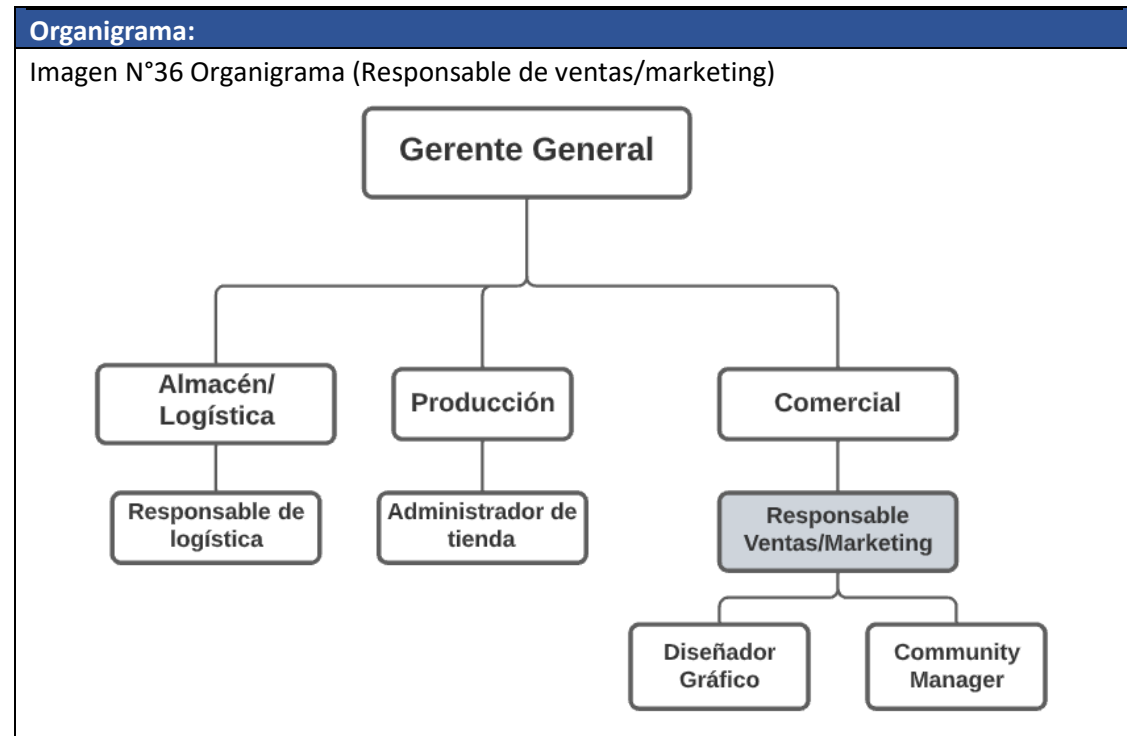 Organigrama:
Imagen N°36 Organigrama (Responsable de ventas/marketing)
Gerente General
Almacén/
Logística
Producción
Comercial
Responsable de
logística
Administrador de
tienda
Responsable
Ventas/Marketing
Diseñador
Gráfico
Community
Manager